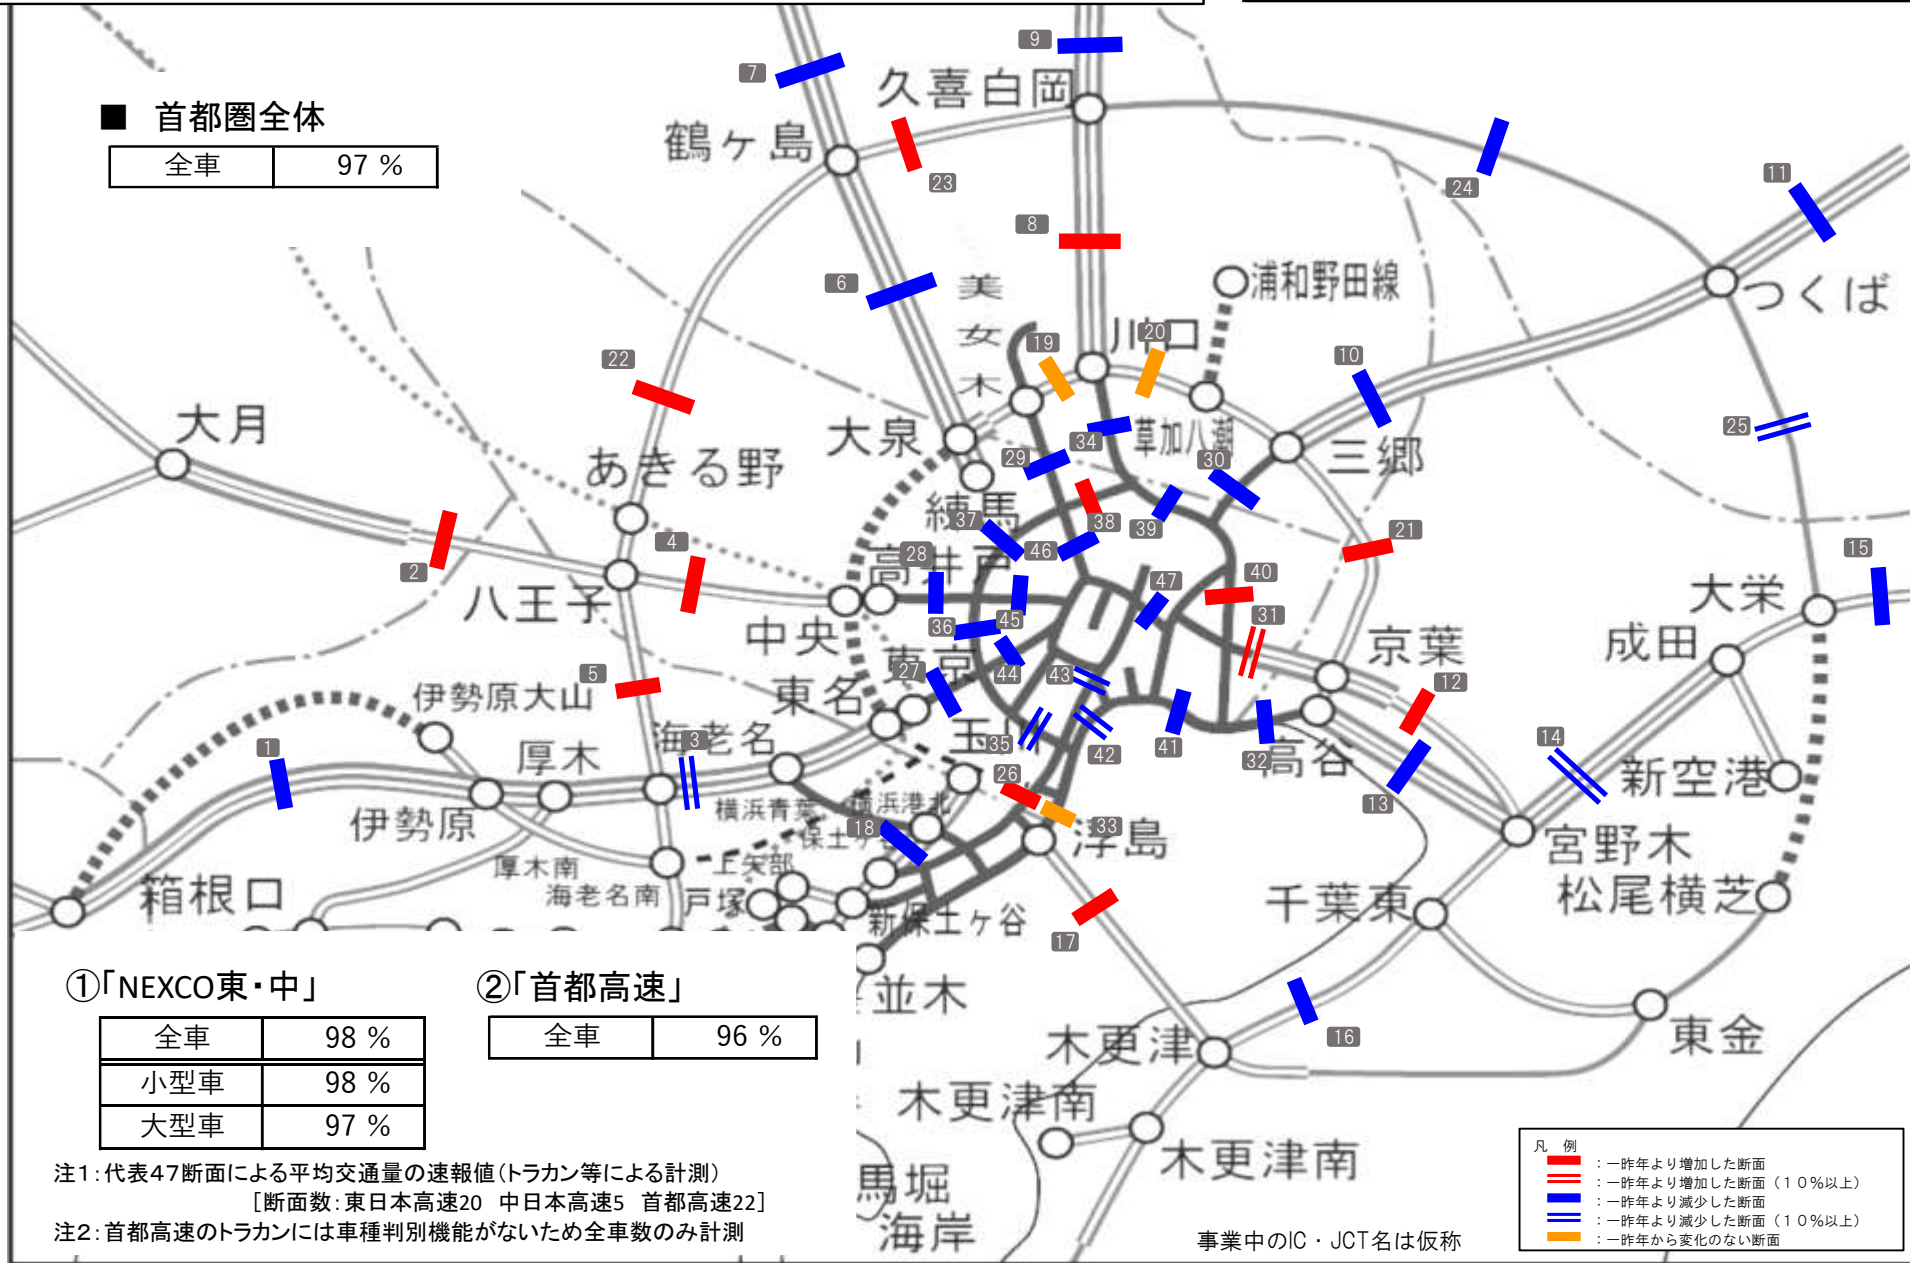 ■ 首都圏全体
全車 97 %
7
9
久喜白岡
鶴ヶ島
23
24
11
8
6
美女木
浦和野田線
つくば
19
川口
20
22
10
大月
大泉
34
草加八潮
25
あきる野
29
30
三郷
練馬
37
38
39
21
2
4
28
高井戸
46
15
八王子
47
40
大栄
中央
36
45
31
京葉
成田
5
伊勢原大山
東京
27
44
43
12
東名
海老名
3
玉川
35
42
41
32
高谷
14
1
厚木
26
13
新空港
伊勢原
横浜青葉
横浜港北
18
保土ヶ谷
33
浮島
宮野木
厚木南
上矢部
箱根口
海老名南
戸塚
千葉東
松尾横芝
新保土ヶ谷
17
並木
16
東金
木更津
木更津南
木更津南
馬堀
海岸
①「NEXCO東・中」
全車 98 %
小型車 98 %
大型車 97 %
②「首都高速」
全車 96 %
注1:代表47断面による平均交通量の速報値(トラカン等による計測)
[断面数:東日本高速20 中日本高速5 首都高速22]
注2:首都高速のトラカンには車種判別機能がないため全車数のみ計測
事業中のIC・JCT名は仮称
凡 例
:一昨年より増加した断面
:一昨年より増加した断面(10%以上)
:一昨年より減少した断面
:一昨年より減少した断面(10%以上)
:一昨年から変化のない断面